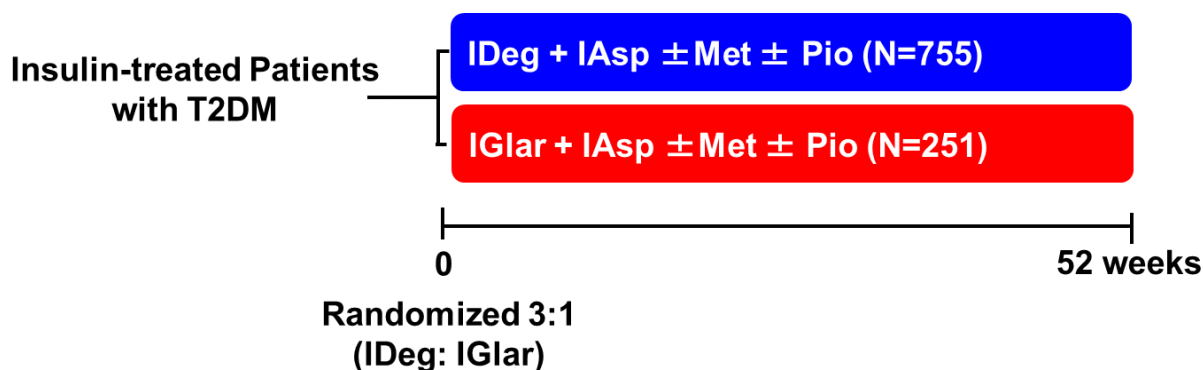 IDeg + IAsp ±Met ± Pio (N=755)
Insulin-treated Patients
with T2DM
IGlar + IAsp ±Met ± Pio (N=251)
0
52 weeks
Randomized 3:1
(IDeg: IGlar)